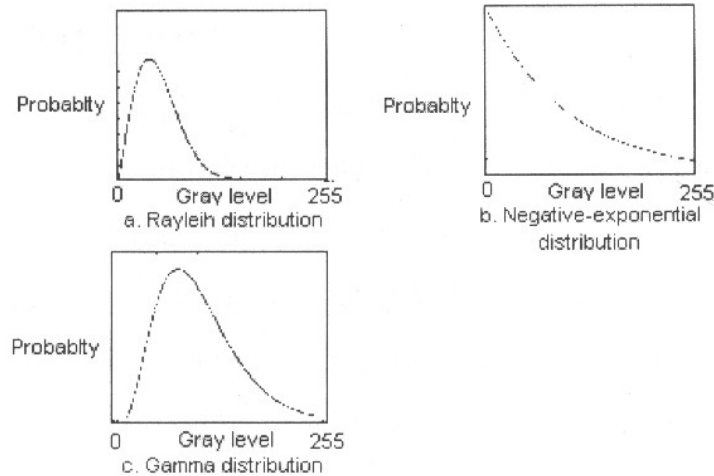 Probablty
0 Gray level 255
a. Rayleih distribution
Probablty
0 Gray level 255
b. Negative-exponential
distribution
Probablty
0 Gray level 255
c. Gamma distribution